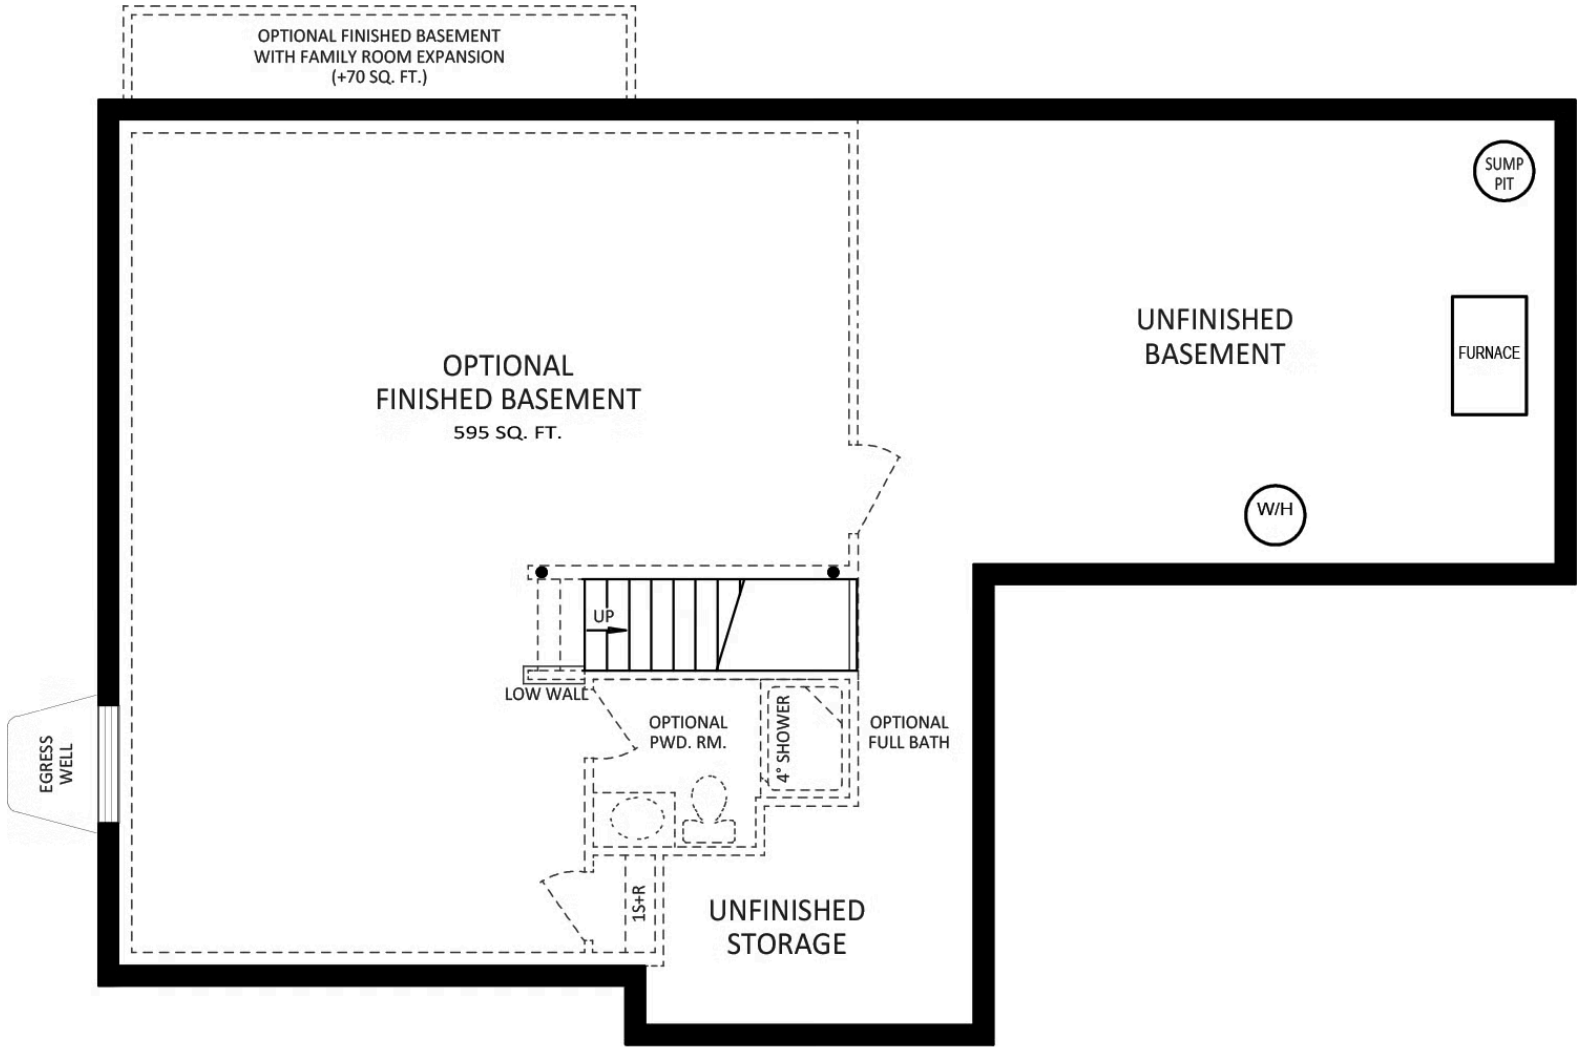 OPTIONAL FINISHED BASEMENT
WITH FAMILY ROOM EXPANSION
(+70 SQ. FT.)
SUMP
PIT
UNFINISHED
BASEMENT
FURNACE
OPTIONAL
FINISHED BASEMENT
595 SQ. FT.
W/H
UP
LOW WALL
OPTIONAL
PWD. RM.
4° SHOWER
OPTIONAL
FULL BATH
EGRESS
WELL
1S+R
UNFINISHED
STORAGE